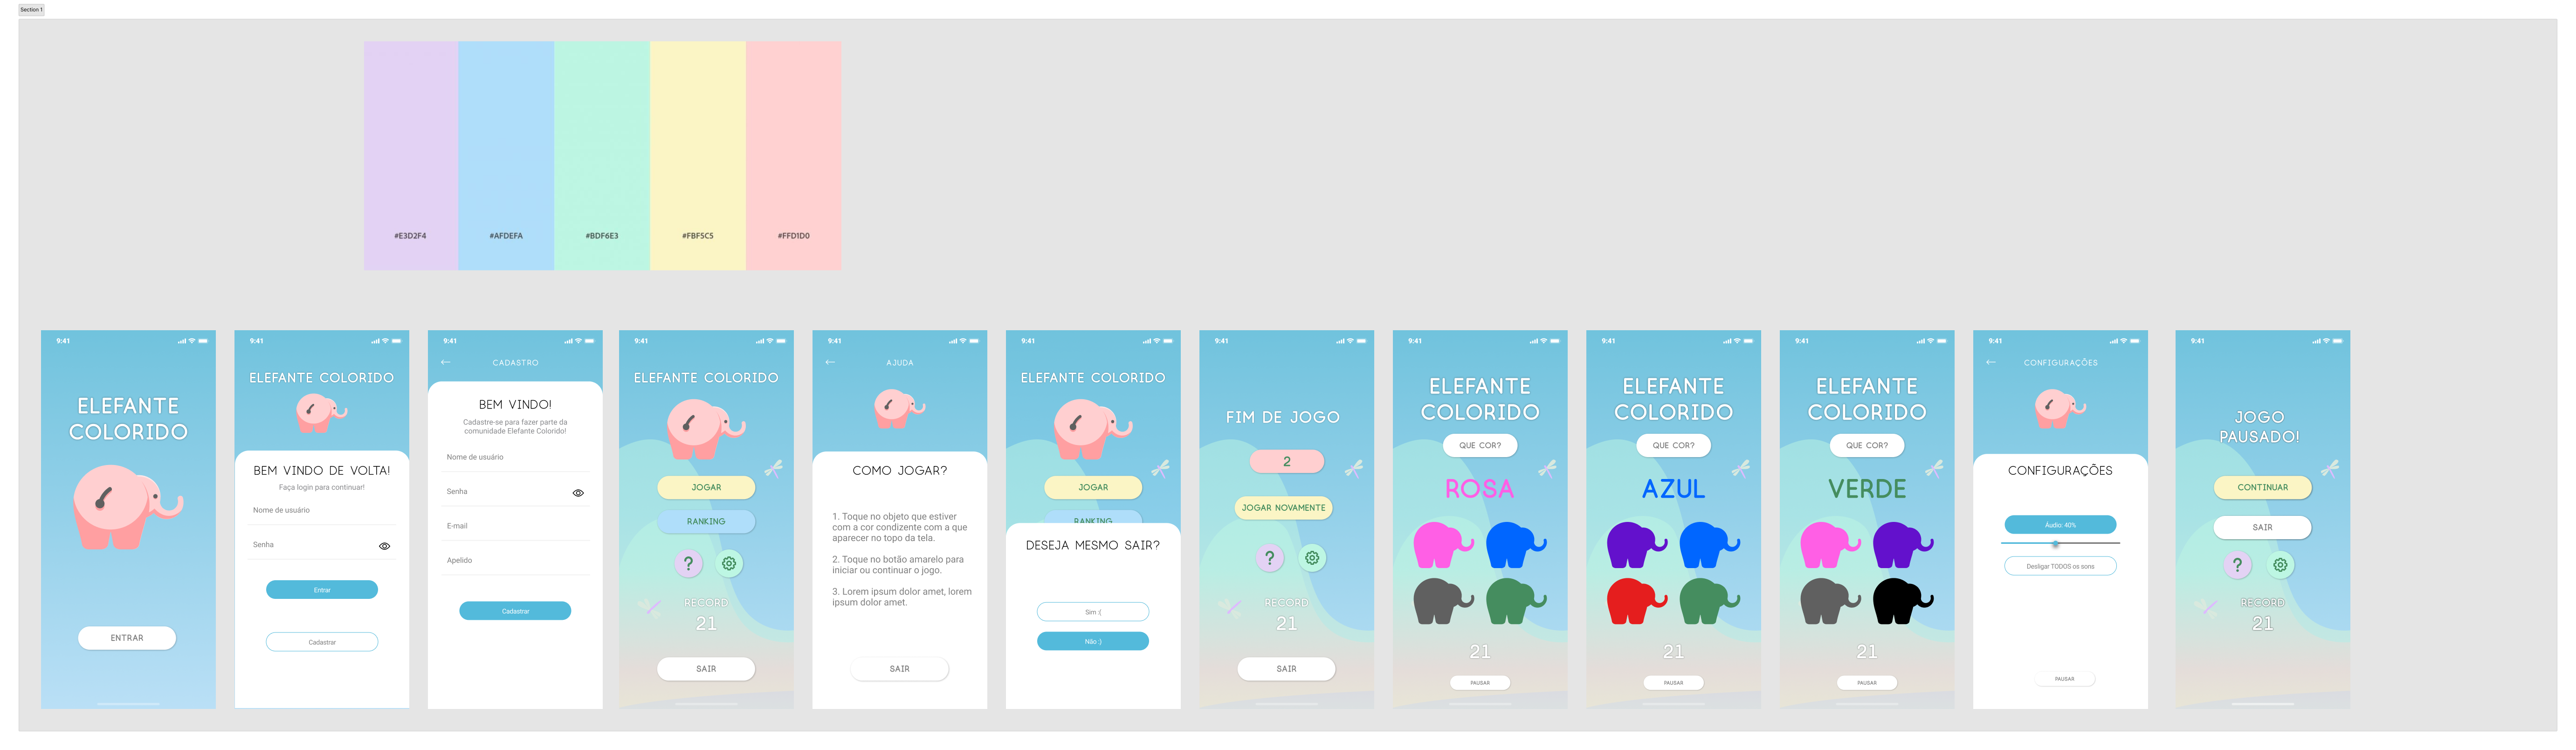 Section 1
#E3D2F4
#AFDEFA
#BDF6E3
#FBF5C5
#FFD1D0
9:41
ELEFANTE
COLORIDO
ENTRAR
9:41
ELEFANTE COLORIDO
BEM VINDO DE VOLTA!
Faça login para continuar!
Nome de usuário
Senha
Entrar
Cadastrar
9:41
CADASTRO
BEM VINDO!
Cadastre-se para fazer parte da
comunidade Elefante Colorido!
Nome de usuário
Senha
E-mail
Apelido
Cadastrar
9:41
ELEFANTE COLORIDO
JOGAR
RANKING
?
RECORD
21
SAIR
9:41
AJUDA
COMO JOGAR?
1. Toque no objeto que estiver
com a cor condizente com a que
aparecer no topo da tela.
2. Toque no botão amarelo para
iniciar ou continuar o jogo.
3. Lorem ipsum dolor amet, lorem
ipsum dolor amet.
SAIR
9:41
ELEFANTE COLORIDO
JOGAR
RANKING
DESEJA MESMO SAIR?
Sim :(
Não :)
9:41
FIM DE JOGO
2
JOGAR NOVAMENTE
?
RECORD
21
SAIR
9:41
ELEFANTE
COLORIDO
QUE COR?
ROSA
21
PAUSAR
9:41
ELEFANTE
COLORIDO
QUE COR?
AZUL
21
PAUSAR
9:41
ELEFANTE
COLORIDO
QUE COR?
VERDE
21
PAUSAR
9:41
CONFIGURAÇÕES
CONFIGURAÇÕES
Áudio: 40%
Desligar TODOS os sons
PAUSAR
9:41
JOGO
PAUSADO!
CONTINUAR
SAIR
?
RECORD
21